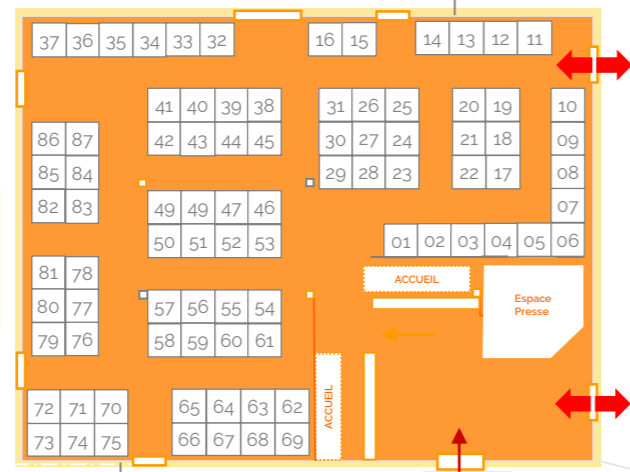 37 36 35 34 33 32
16 15
14 13 12 11
41 40 39 38
42 43 44 45
31 26 25
30 27 24
29 28 23
20 19
21 18
22 17
10
09
08
07
01 02 03 04 05 06
86 87
85 84
82 83
49 49 47 46
50 51 52 53
81 78
80 77
79 76
57 56 55 54
58 59 60 61
ACCUEIL
Espace
Presse
ACCUEIL
72 71 70
73 74 75
65 64 63 62
66 67 68 69